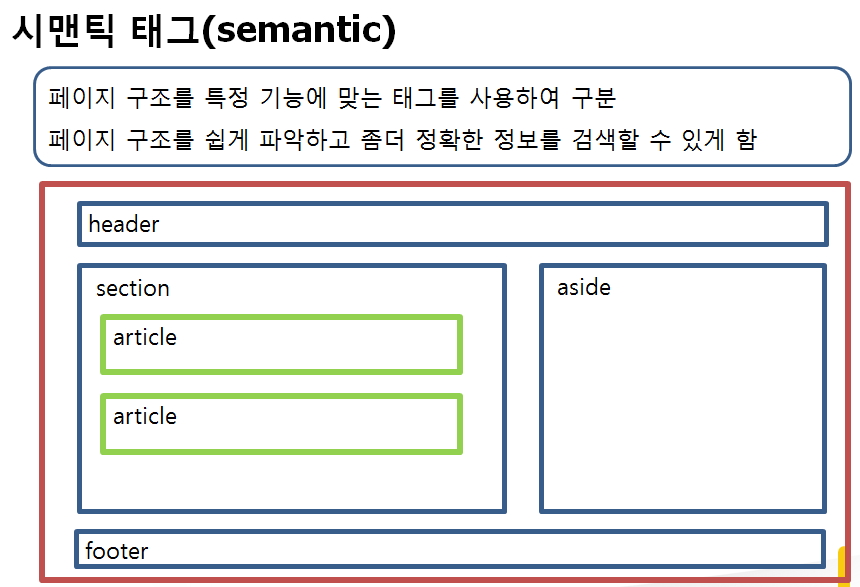 시맨틱 태그(semantic)
페이지 구조를 특정 기능에 맞는 태그를 사용하여 구분
페이지 구조를 쉽게 파악하고 좀더 정확한 정보를 검색할 수 있게 함
header
section
article
article
aside
footer